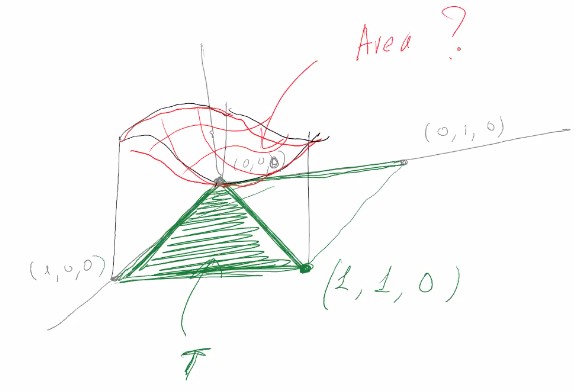 Area ?
(0, 1, 0)
(0,0,0)
(1,0,0)
(1, 1, 0)
T